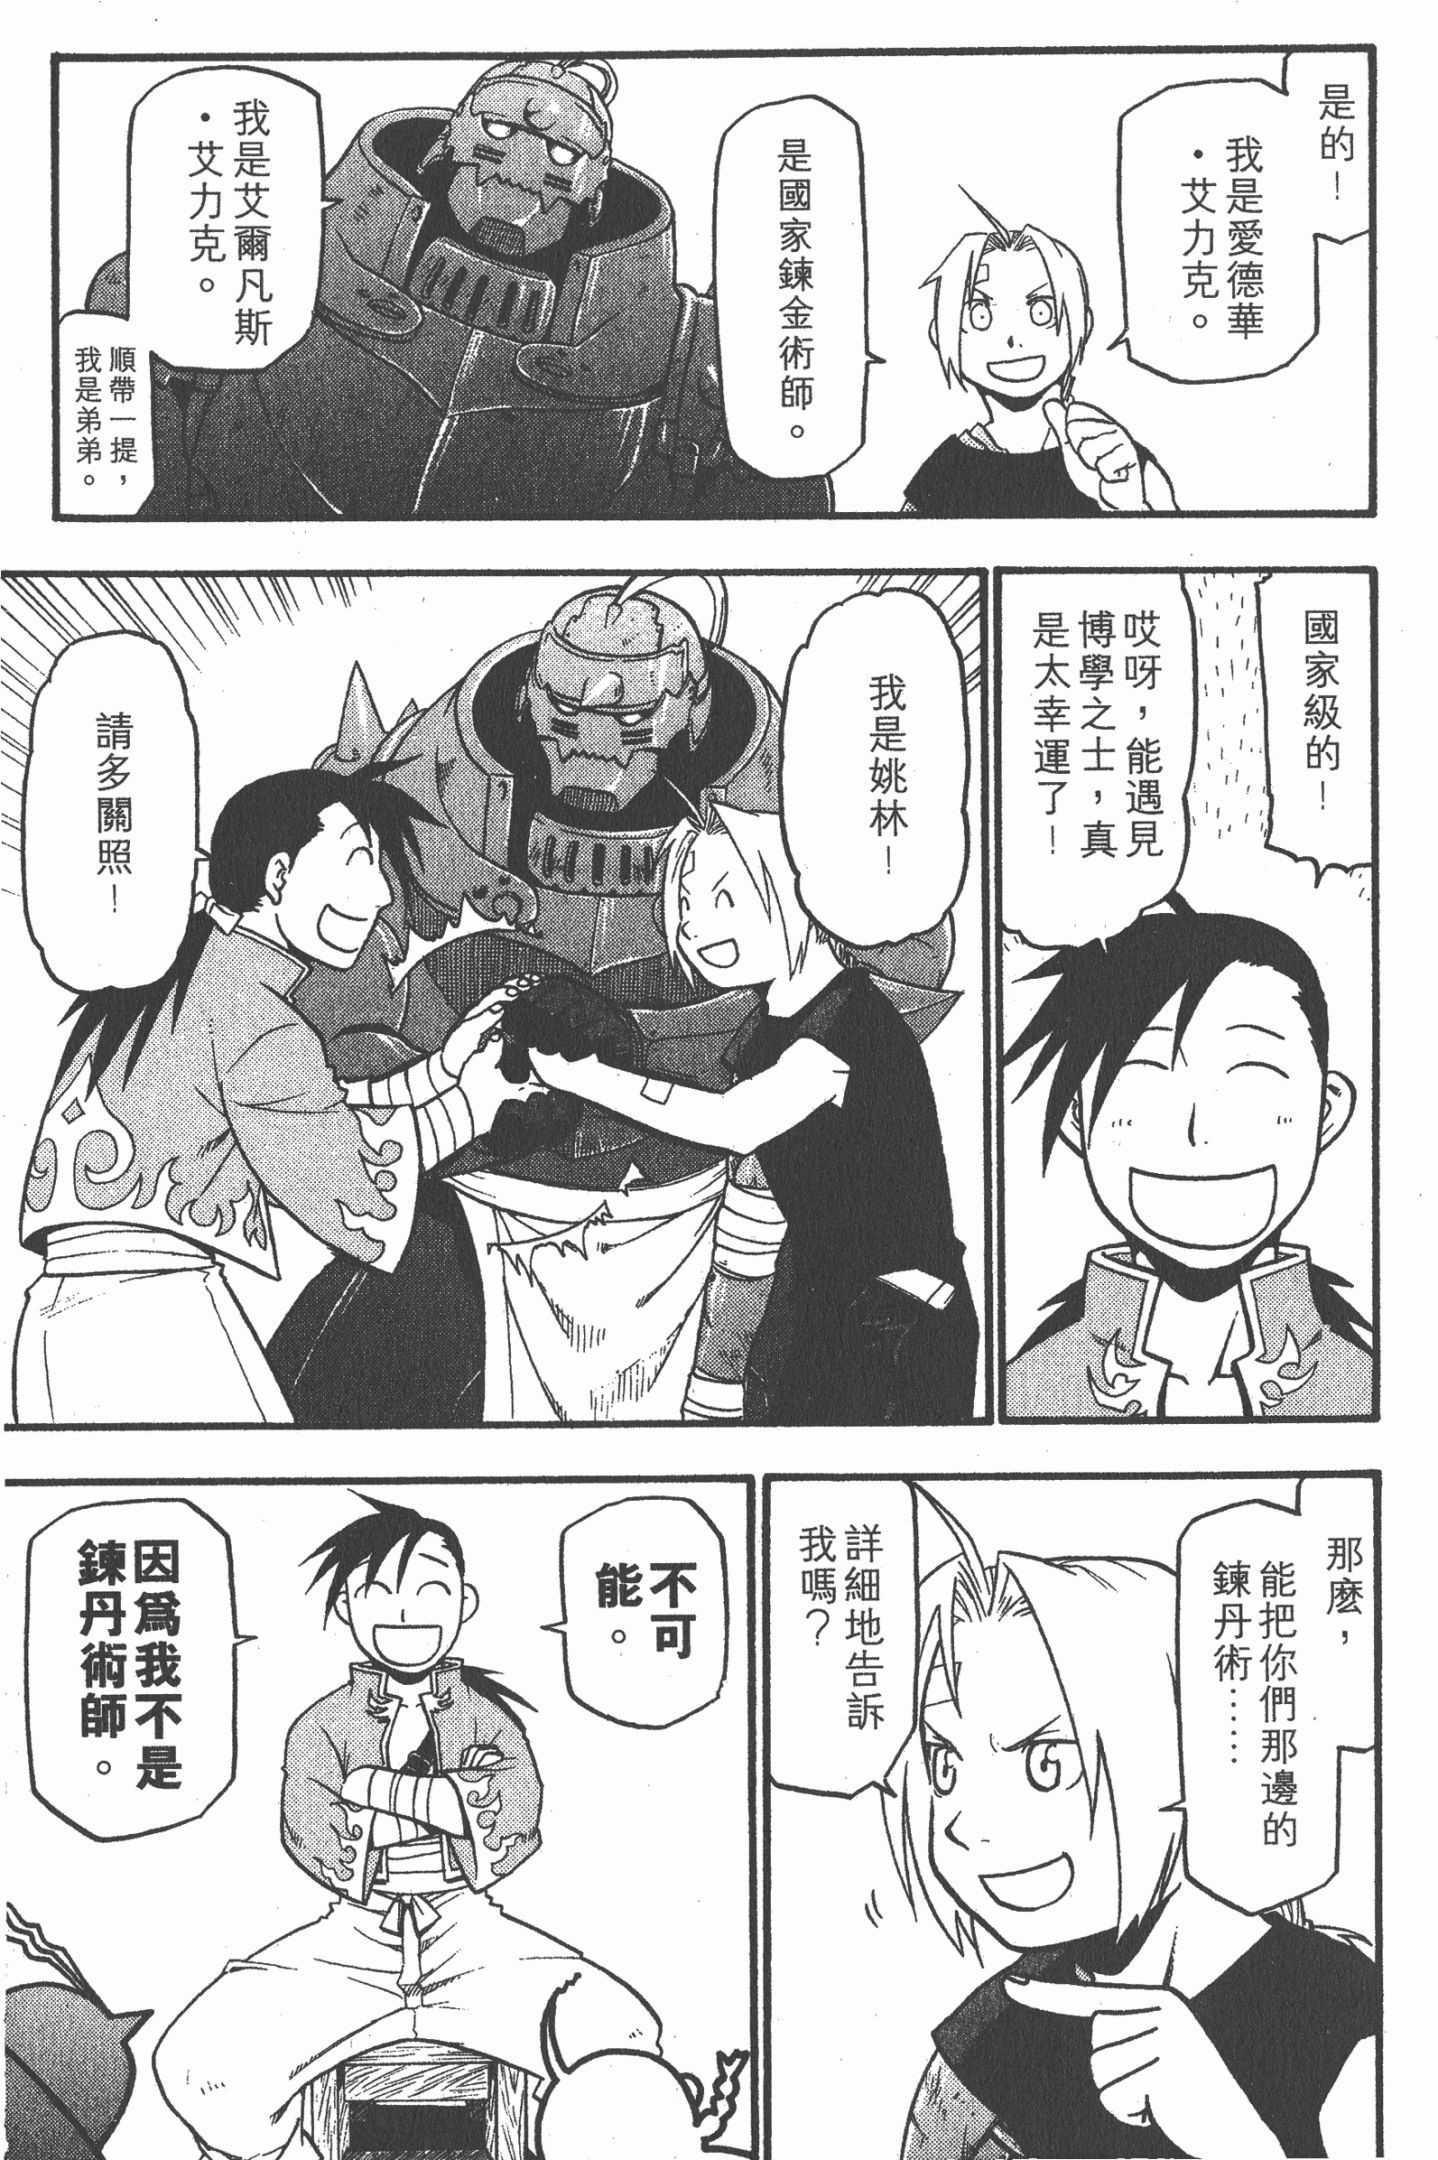 是的！
我是愛德華
・艾力克。
是國家鍊金術師。
我是艾爾凡斯
・艾力克。
順帶一提，
我是弟弟。
國家級的！
哎呀，能遇見
博學之士，真
是太幸運了！
我是姚林！
請多關照！
那麼，
能把你們那邊的
鍊丹術……
詳細地告訴
我嗎？
不可
能。
因為我不是
鍊丹術師。